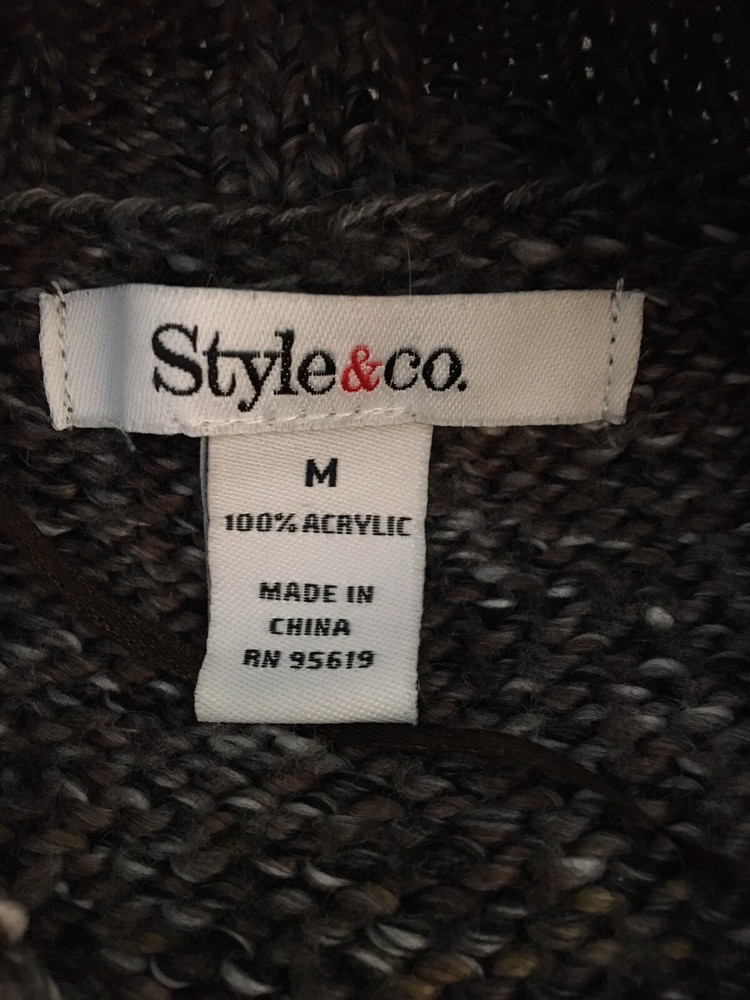 Style&co.
M
100% ACRYLIC
MADE IN
CHINA
RN 95619